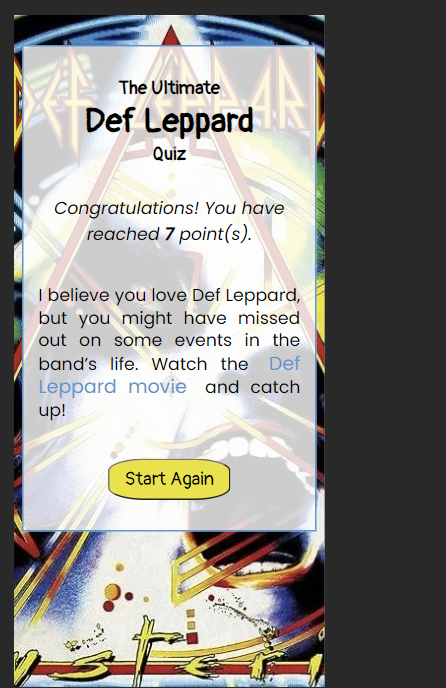 DEF LEPPARD
The Ultimate
Def Leppard
Quiz
Congratulations! You have
reached 7 point(s).
I believe you love Def Leppard,
but you might have missed
out on some events in the
band’s life. Watch the Def
Leppard movie and catch
up!
Start Again